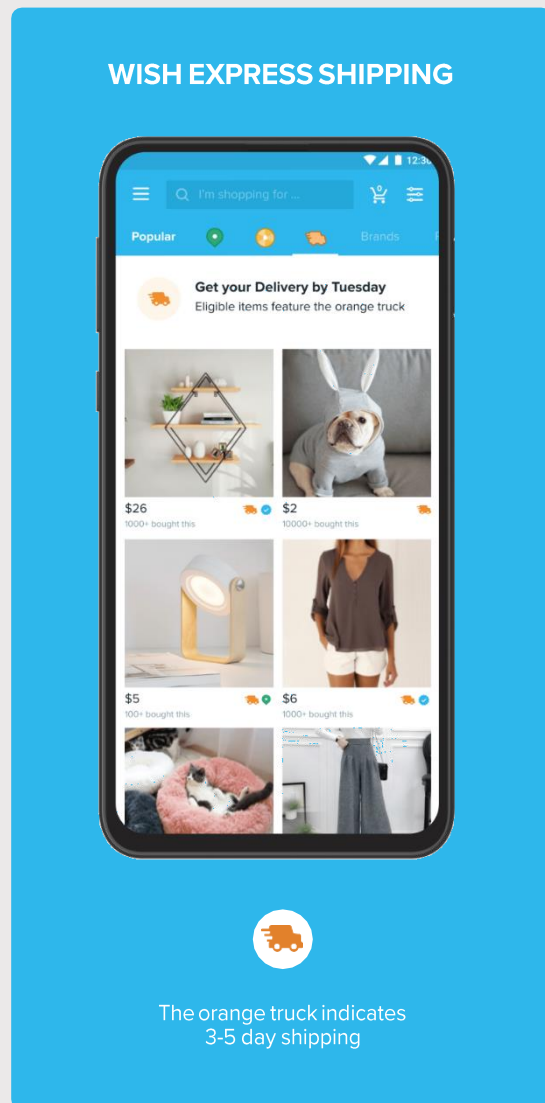 WISH EXPRESS SHIPPING
12:30
I'm shopping for ...
0
Popular
Brands
Get your Delivery by Tuesday
Eligible items feature the orange truck
$26
1000+ bought this
$2
10000+ bought this
$5
100+ bought this
$6
1000+ bought this
The orange truck indicates
3-5 day shipping